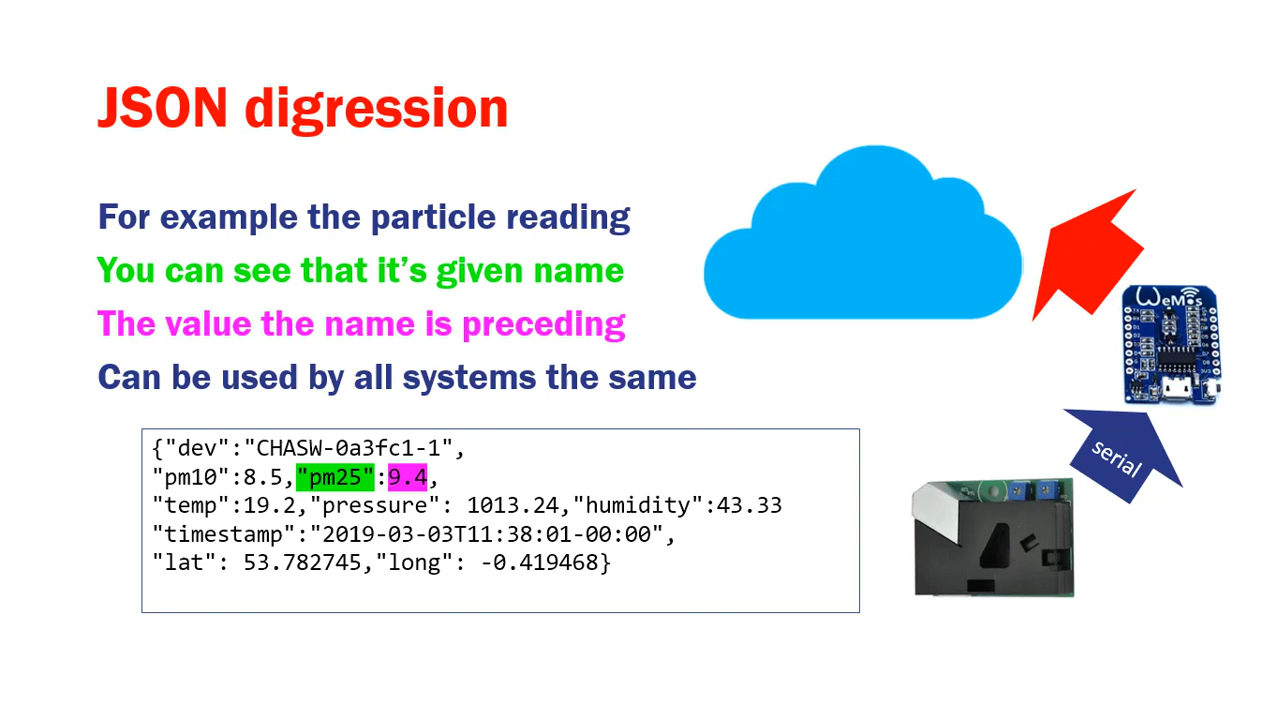 JSON digression
For example the particle reading
You can see that it’s given name
The value the name is preceding
Can be used by all systems the same
{"dev":"CHASW-0a3fc1-1",
"pm10":8.5,"pm25":9.4,
"temp":19.2,"pressure": 1013.24,"humidity":43.33
"timestamp":"2019-03-03T11:38:01-00:00",
"lat": 53.782745,"long": -0.419468}
WeMos
serial